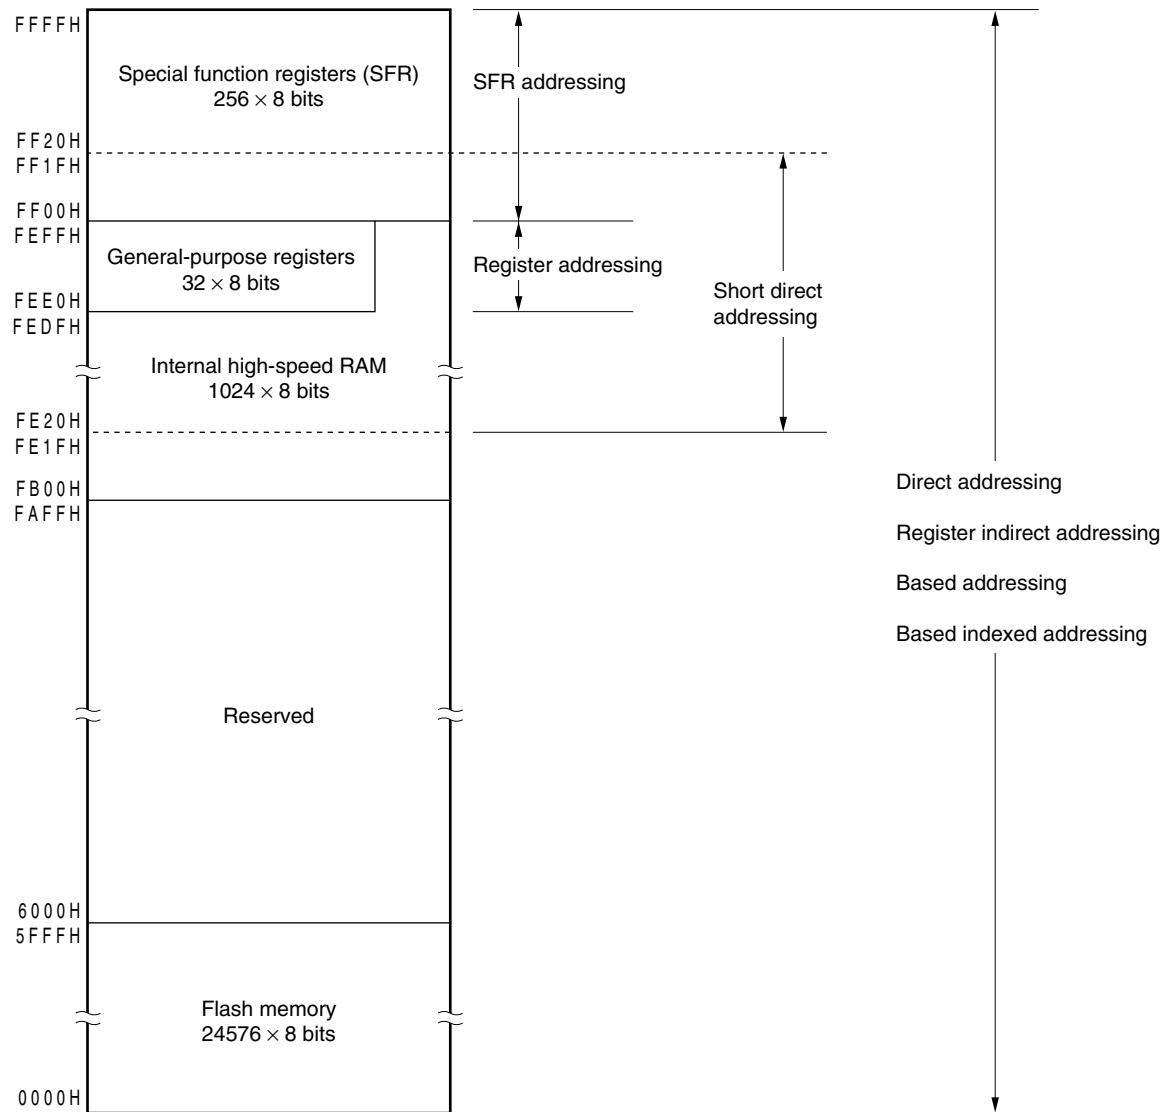 FFFFH
Special function registers (SFR)
256 × 8 bits
SFR addressing
FF20H
FF1FH
FF00H
FEFFH
General-purpose registers
32 × 8 bits
Register addressing
Short direct
addressing
FEE0H
FEDFH
Internal high-speed RAM
1024 × 8 bits
FE20H
FE1FH
FB00H
FAFFH
Direct addressing
Register indirect addressing
Based addressing
Based indexed addressing
Reserved
6000H
5FFFH
Flash memory
24576 × 8 bits
0000H